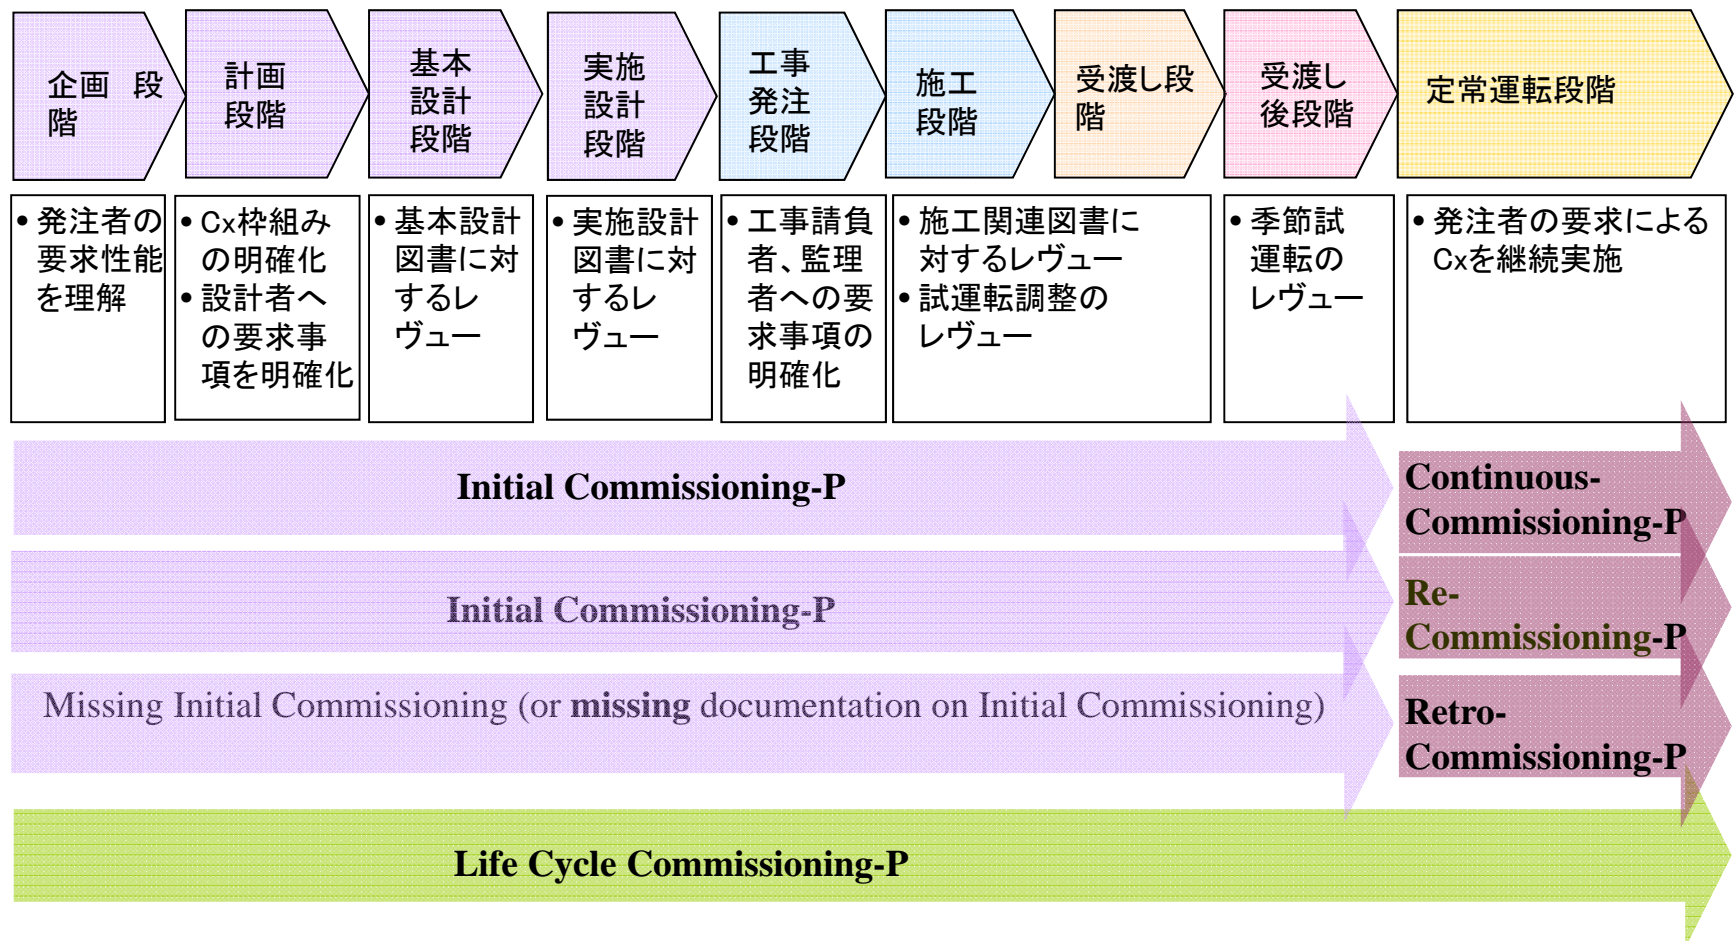 企画 段
階
計画
段階
基本
設計
段階
実施
設計
段階
工事
発注
段階
施工
段階
受渡し段
階
受渡し
後段階
定常運転段階
• 発注者の
要求性能
を理解
• Cx枠組み
の明確化
• 設計者へ
の要求事
項を明確化
• 基本設計
図書に対
するレ
ヴュー
• 実施設計
図書に対
するレ
ヴュー
• 工事請負
者、監理
者への要
求事項の
明確化
• 施工関連図書に
対するレヴュー
• 試運転調整の
レヴュー
• 季節試
運転の
レヴュー
• 発注者の要求による
Cxを継続実施
Initial Commissioning-P
Continuous-
Commissioning-P
Initial Commissioning-P
Re-
Commissioning-P
Missing Initial Commissioning (or missing documentation on Initial Commissioning)
Retro-
Commissioning-P
Life Cycle Commissioning-P